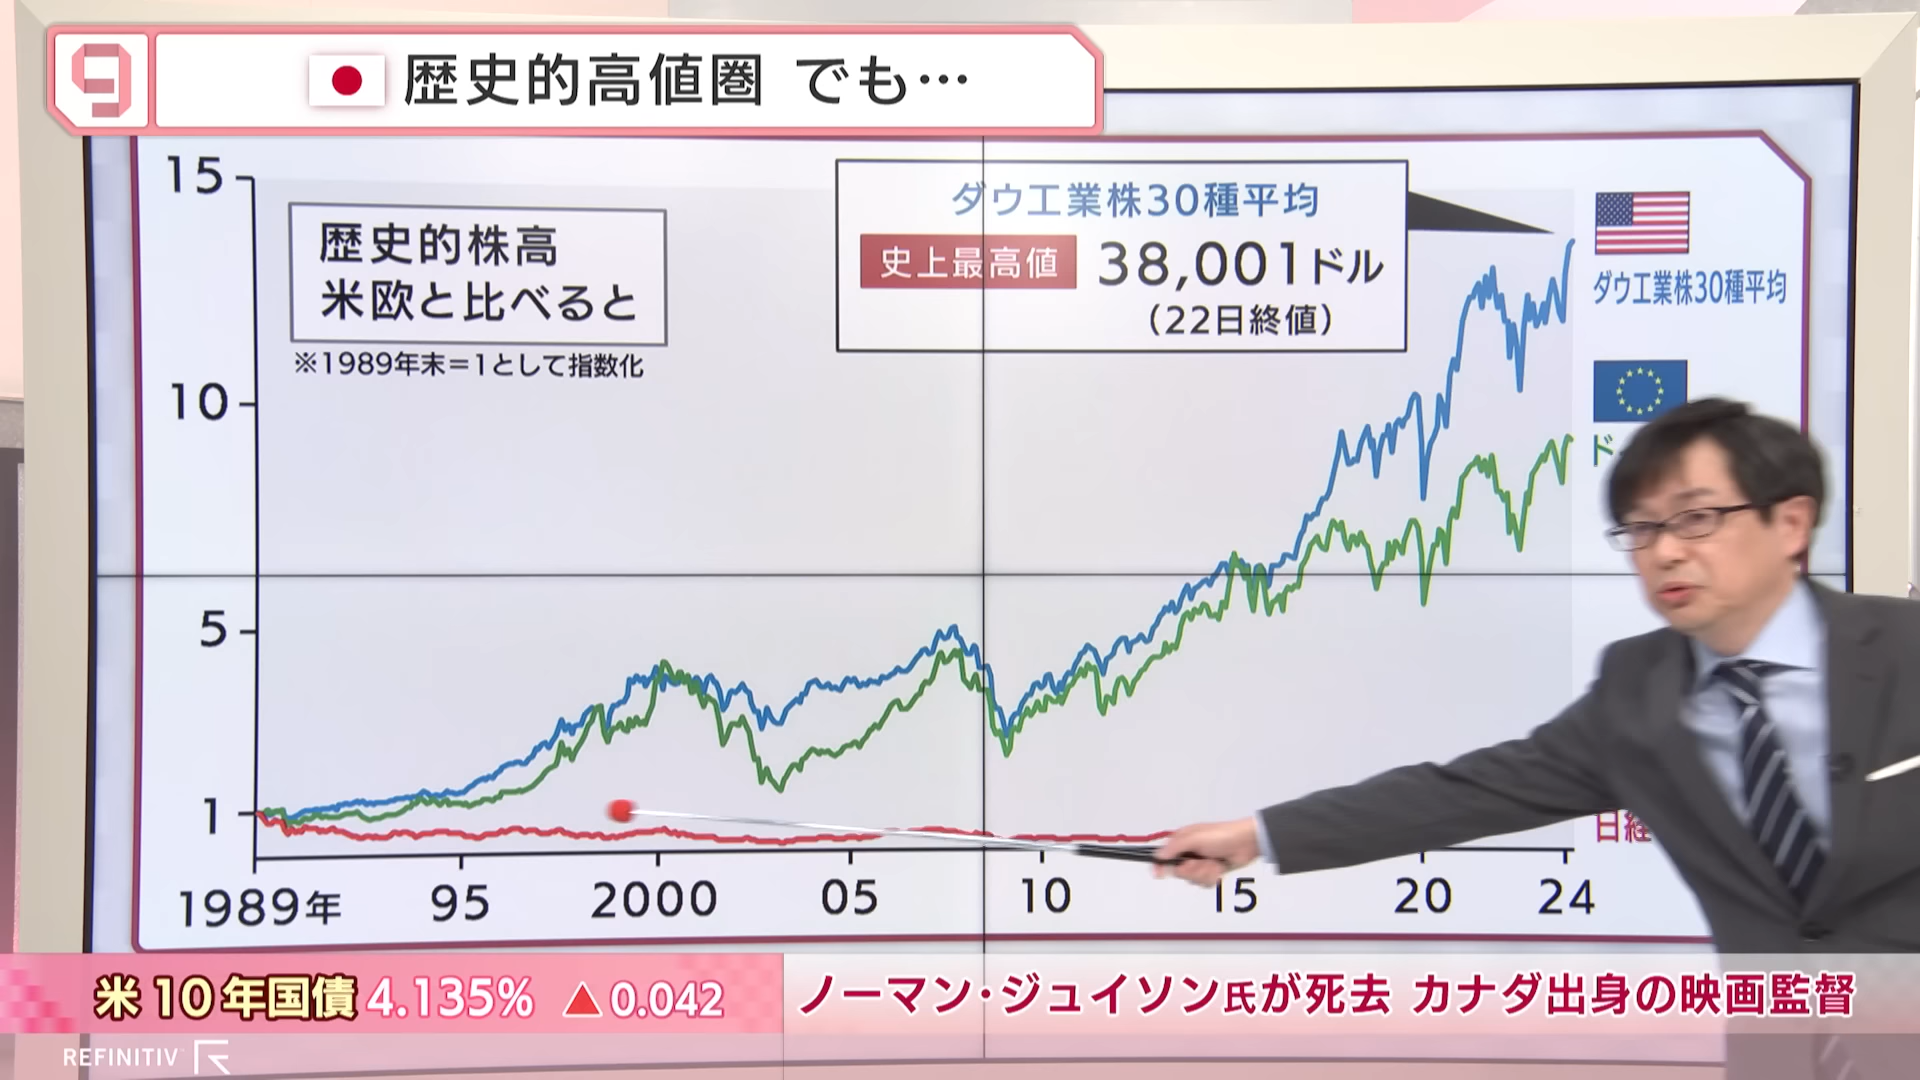 9
歴史的高値圏 でも…
15
10
5
1
歴史的株高
米欧と比べると
※1989年末=1として指数化
ダウ工業株30種平均
史上最高値 38,001ドル
(22日終値)
ダウ工業株30種平均
ド
日経
1989年 95 2000 05 10 15 20 24
米10年国債 4.135% ▲0.042
ノーマン・ジュイソン氏が死去 カナダ出身の映画監督
REFINITIV